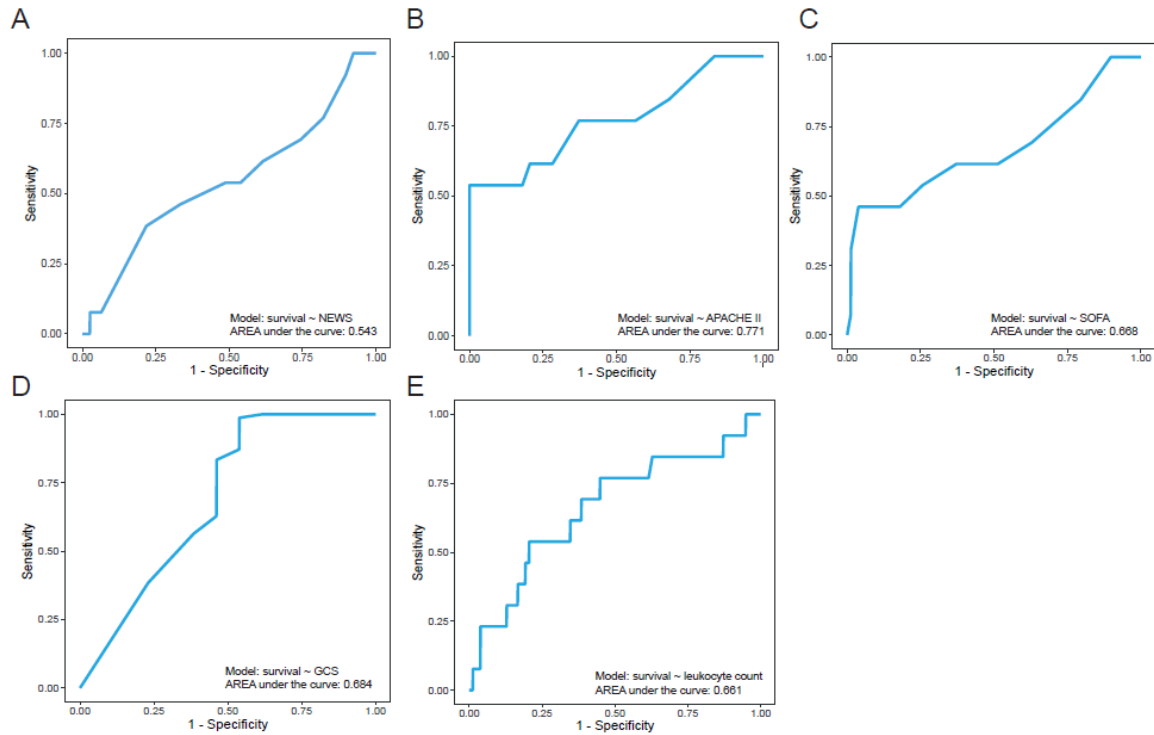 A
1.00
0.75
0.50
0.25
0.00
Sensitivity
Model: survival ~ NEWS
AREA under the curve: 0.543
0.00 0.25 0.50 0.75 1.00
1 - Specificity
B
1.00
0.75
0.50
0.25
0.00
Sensitivity
Model: survival ~ APACHE II
AREA under the curve: 0.771
0.00 0.25 0.50 0.75 1.00
1 - Specificity
C
1.00
0.75
0.50
0.25
0.00
Sensitivity
Model: survival ~ SOFA
AREA under the curve: 0.668
0.00 0.25 0.50 0.75 1.00
1 - Specificity
D
1.00
0.75
0.50
0.25
0.00
Sensitivity
Model: survival ~ GCS
AREA under the curve: 0.684
0.00 0.25 0.50 0.75 1.00
1 - Specificity
E
1.00
0.75
0.50
0.25
0.00
Sensitivity
Model: survival ~ leukocyte count
AREA under the curve: 0.661
0.00 0.25 0.50 0.75 1.00
1 - Specificity